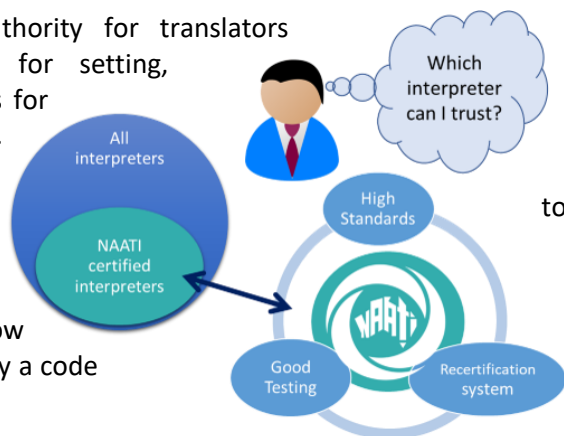 thority for translators
for setting,
s for
All
interpreters
NAATI
certified
interpreters
Which
interpreter
can I trust?
to
High
Standards
NAATI
Good
Testing
Recertification
system
ow
y a code